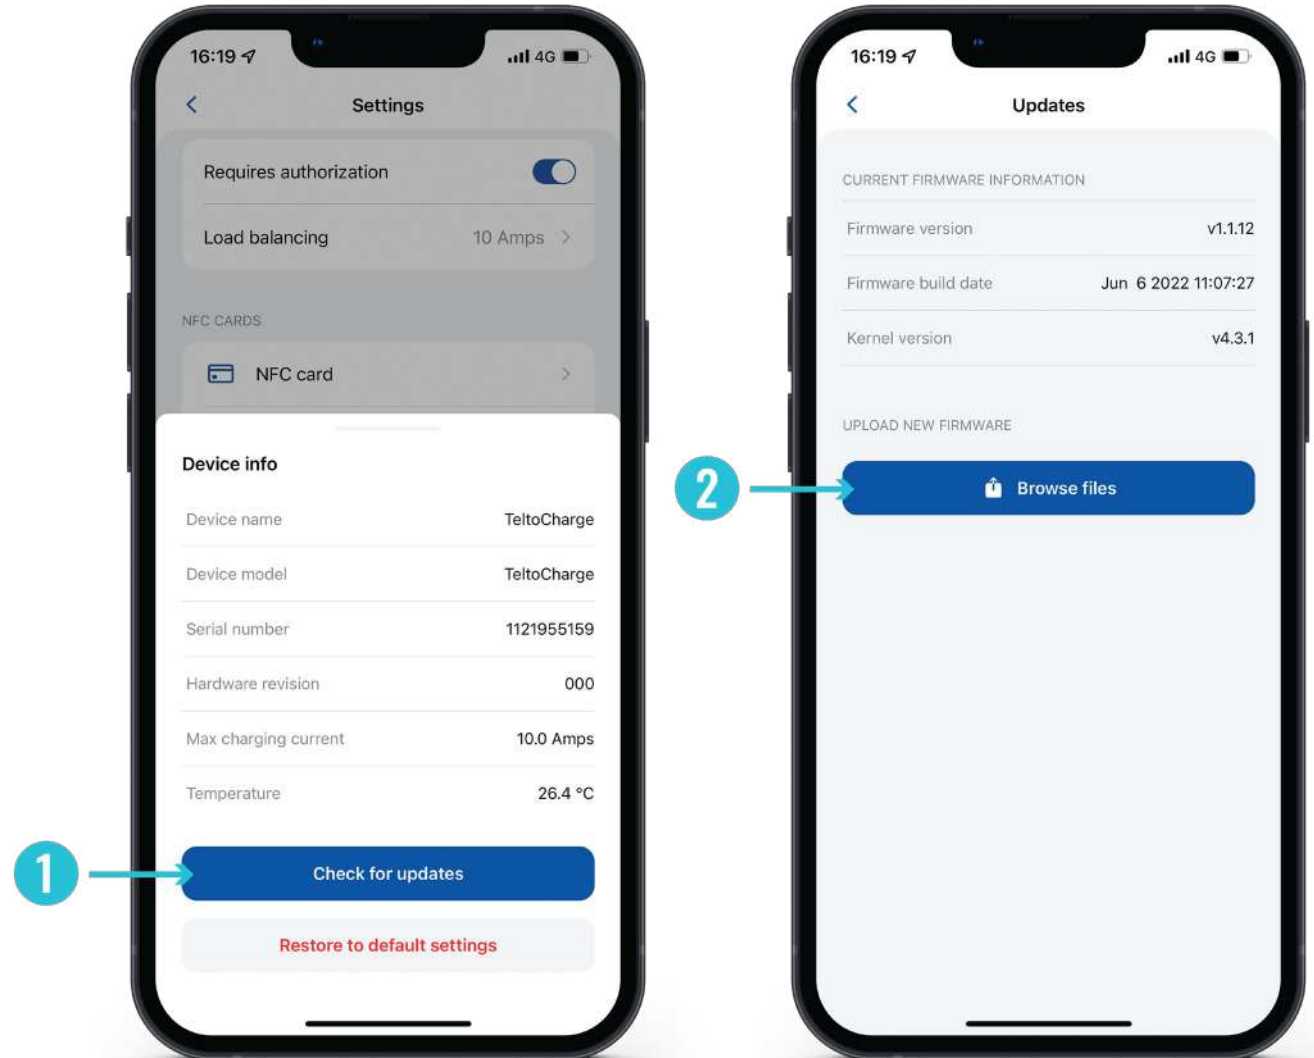 16:19
4G
Settings
Requires authorization
Load balancing 10 Amps
NFC CARDS
NFC card
Device info
Device name TeltoCharge
Device model TeltoCharge
Serial number 1121955159
Hardware revision 000
Max charging current 10.0 Amps
Temperature 26.4 °C
1
Check for updates
Restore to default settings
16:19
4G
Updates
CURRENT FIRMWARE INFORMATION
Firmware version v1.1.12
Firmware build date Jun 6 2022 11:07:27
Kernel version v4.3.1
UPLOAD NEW FIRMWARE
2
Browse files